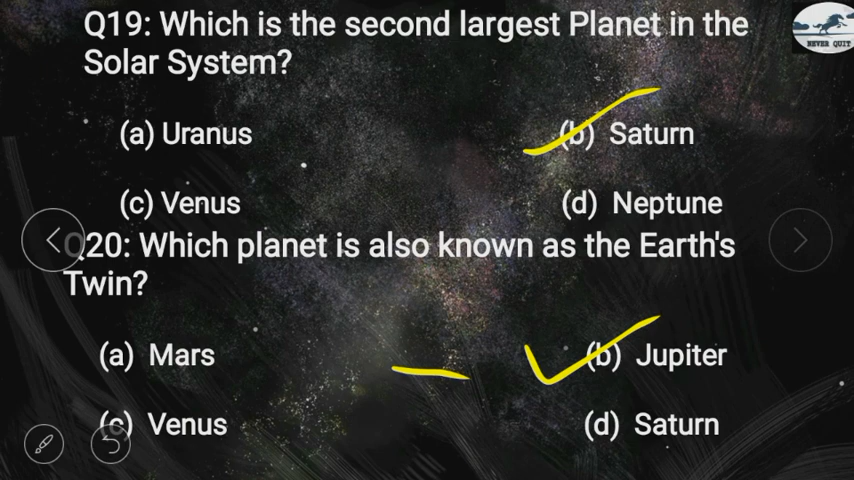 Q19: Which is the second largest Planet in the
Solar System?
(a) Uranus
(b) Saturn
(c) Venus
(d) Neptune
Q20: Which planet is also known as the Earth's
Twin?
(a) Mars
(b) Jupiter
(c) Venus
(d) Saturn
NEVER QUIT